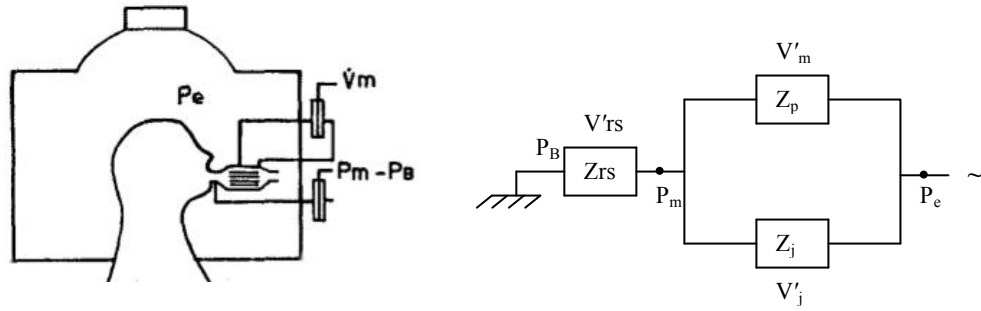 Pe
V̇m
Pm - PB
V'm
Zp
V'rs
PB
Zrs
Pm
Pe
~
Zj
V'j